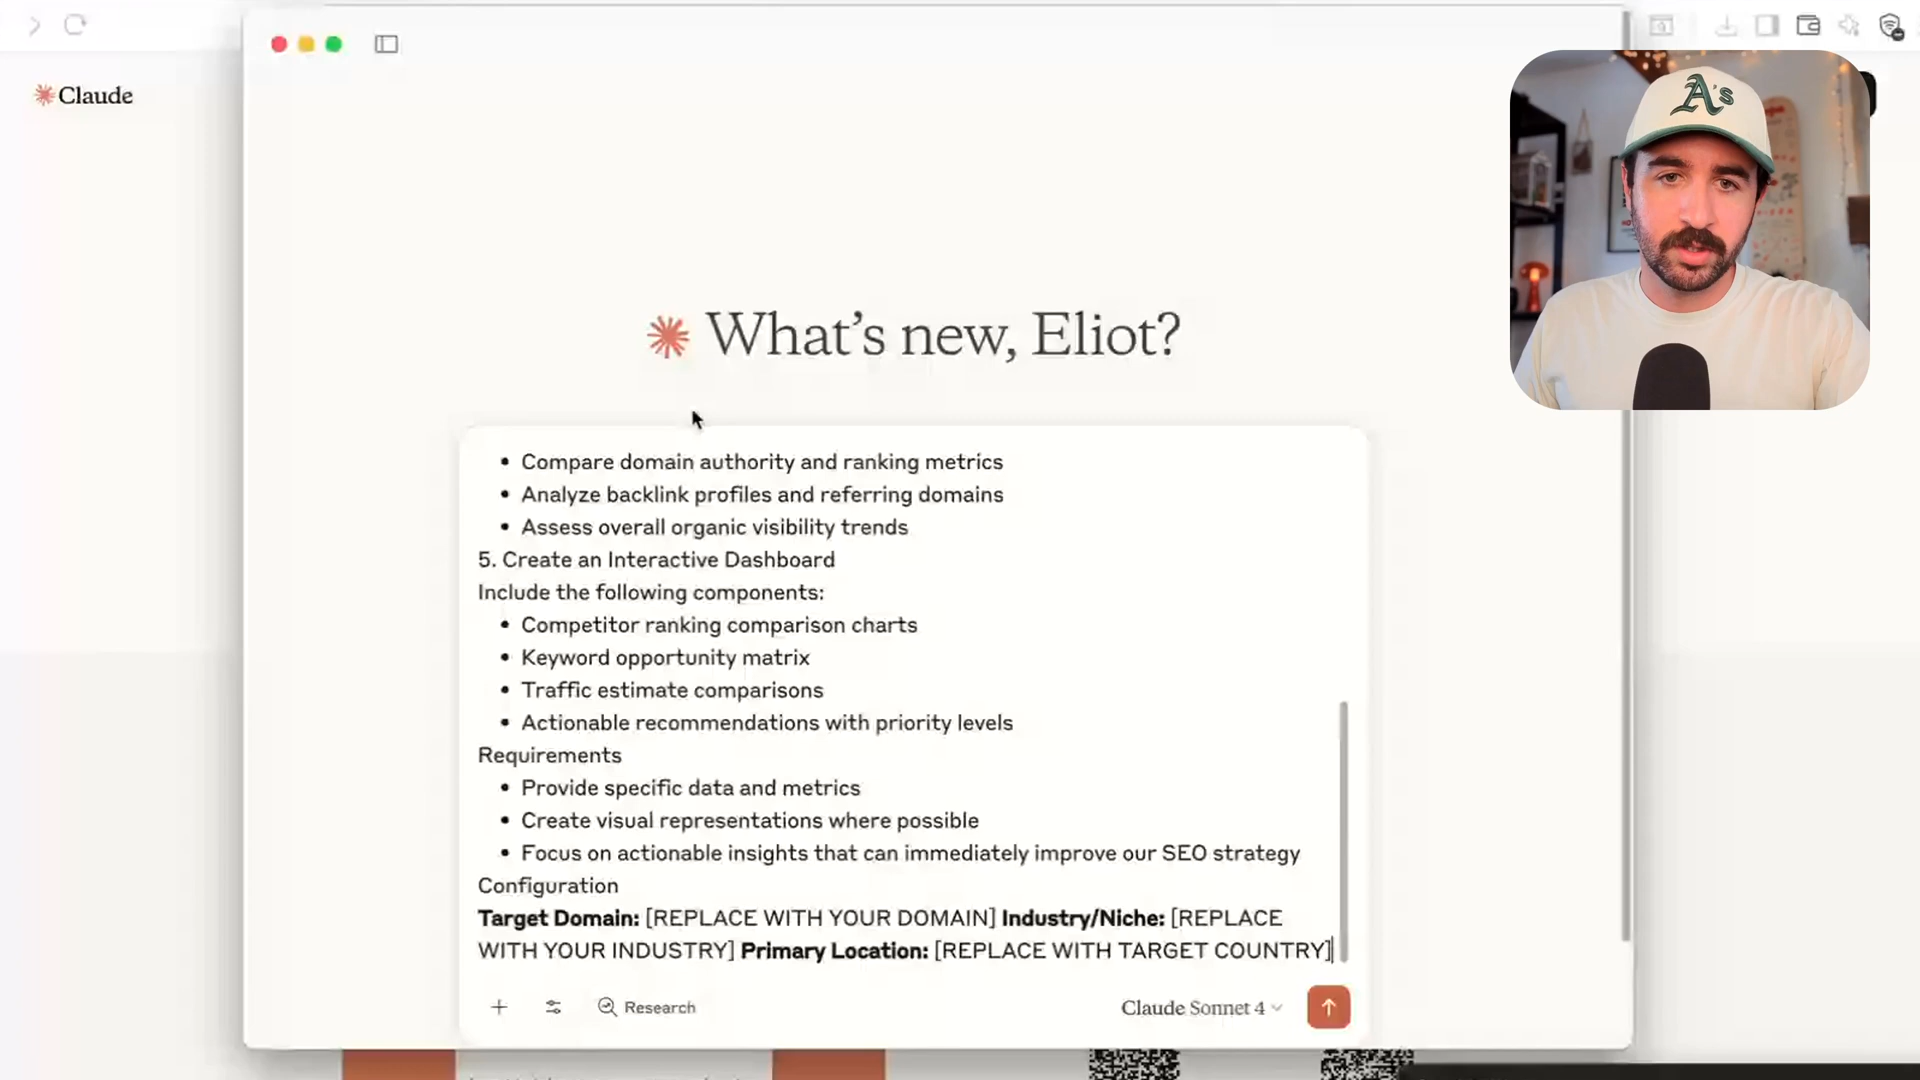 Claude
A's
What's new, Eliot?
• Compare domain authority and ranking metrics
• Analyze backlink profiles and referring domains
• Assess overall organic visibility trends
5. Create an Interactive Dashboard
Include the following components:
• Competitor ranking comparison charts
• Keyword opportunity matrix
• Traffic estimate comparisons
• Actionable recommendations with priority levels
Requirements
• Provide specific data and metrics
• Create visual representations where possible
• Focus on actionable insights that can immediately improve our SEO strategy
Configuration
Target Domain: [REPLACE WITH YOUR DOMAIN] Industry/Niche: [REPLACE
WITH YOUR INDUSTRY] Primary Location: [REPLACE WITH TARGET COUNTRY]
Research
Claude Sonnet 4